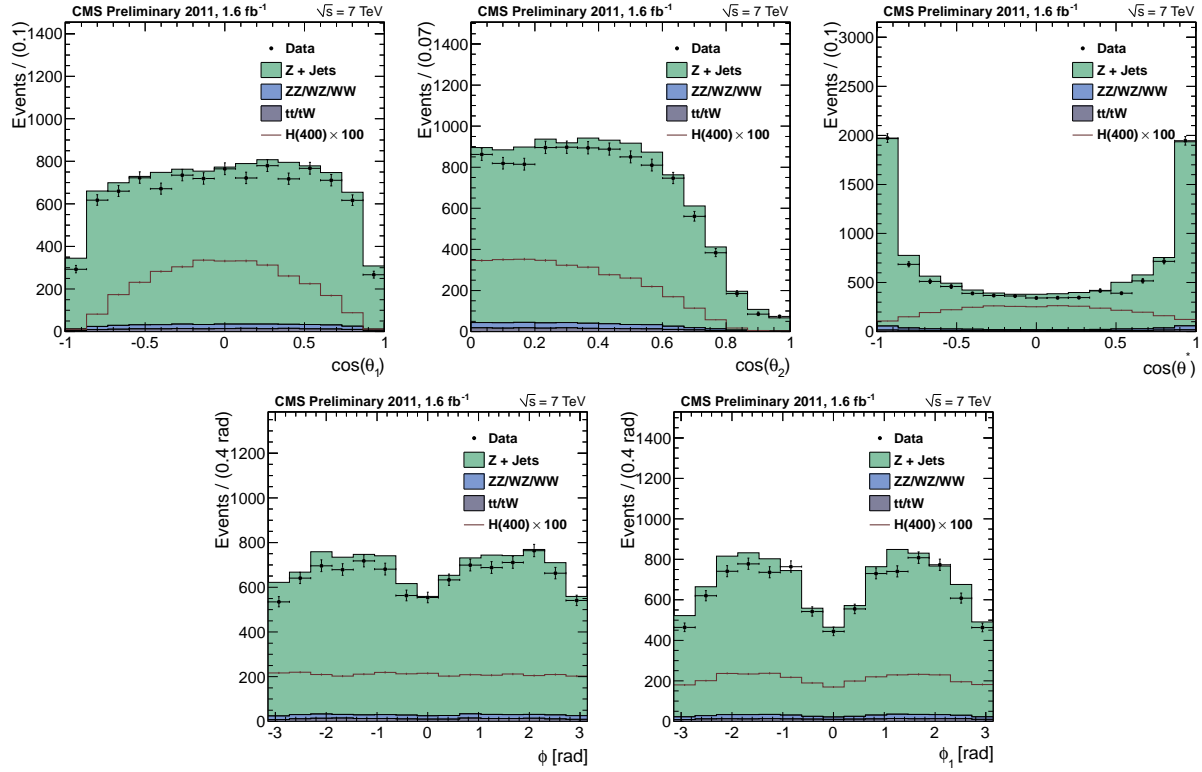 CMS Preliminary 2011, 1.6 fb⁻¹ √s = 7 TeV
Events / (0.1)
1400
1200
1000
800
600
400
200
0
Data
Z + Jets
ZZ/WZ/WW
tt/tW
H(400) × 100
-1 -0.5 0 0.5 1
cos(θ₁)
CMS Preliminary 2011, 1.6 fb⁻¹ √s = 7 TeV
Events / (0.07)
1400
1200
1000
800
600
400
200
0
Data
Z + Jets
ZZ/WZ/WW
tt/tW
H(400) × 100
0 0.2 0.4 0.6 0.8 1
cos(θ₂)
CMS Preliminary 2011, 1.6 fb⁻¹ √s = 7 TeV
Events / (0.1)
3000
2500
2000
1500
1000
500
0
Data
Z + Jets
ZZ/WZ/WW
tt/tW
H(400) × 100
-1 -0.5 0 0.5 1
cos(θ*)
CMS Preliminary 2011, 1.6 fb⁻¹ √s = 7 TeV
Events / (0.4 rad)
1200
1000
800
600
400
200
0
Data
Z + Jets
ZZ/WZ/WW
tt/tW
H(400) × 100
-3 -2 -1 0 1 2 3
ϕ [rad]
CMS Preliminary 2011, 1.6 fb⁻¹ √s = 7 TeV
Events / (0.4 rad)
1400
1200
1000
800
600
400
200
0
Data
Z + Jets
ZZ/WZ/WW
tt/tW
H(400) × 100
-3 -2 -1 0 1 2 3
ϕ₁ [rad]